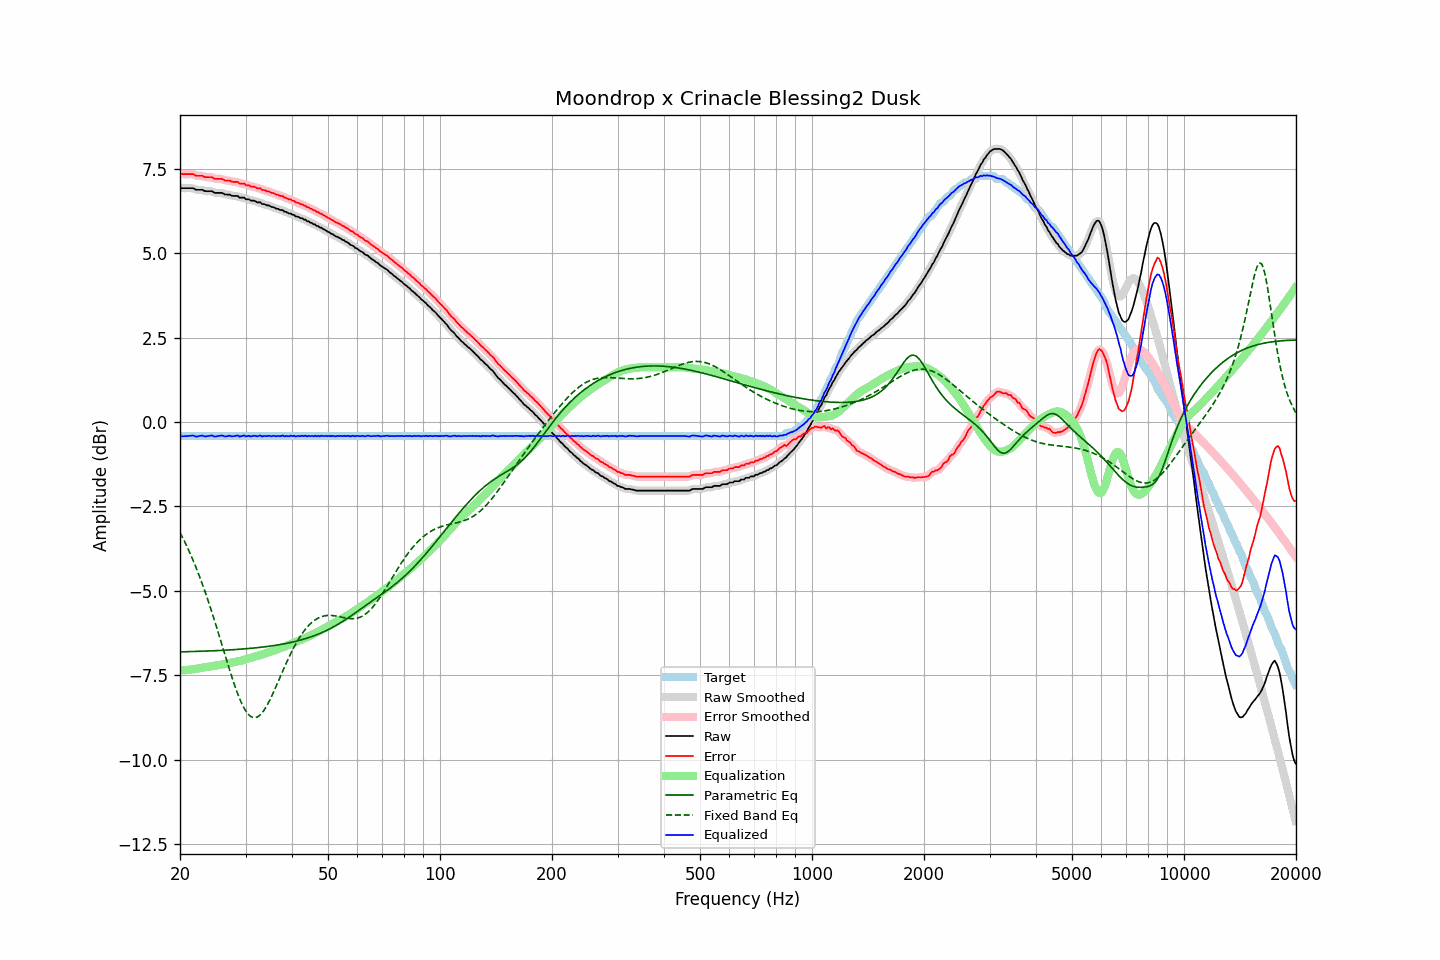 Moondrop x Crinacle Blessing2 Dusk
Amplitude (dBr)
7.5
5.0
2.5
0.0
−2.5
−5.0
−7.5
−10.0
−12.5
Target
Raw Smoothed
Error Smoothed
Raw
Error
Equalization
Parametric Eq
Fixed Band Eq
Equalized
20 50 100 200 500 1000 2000 5000 10000 20000
Frequency (Hz)